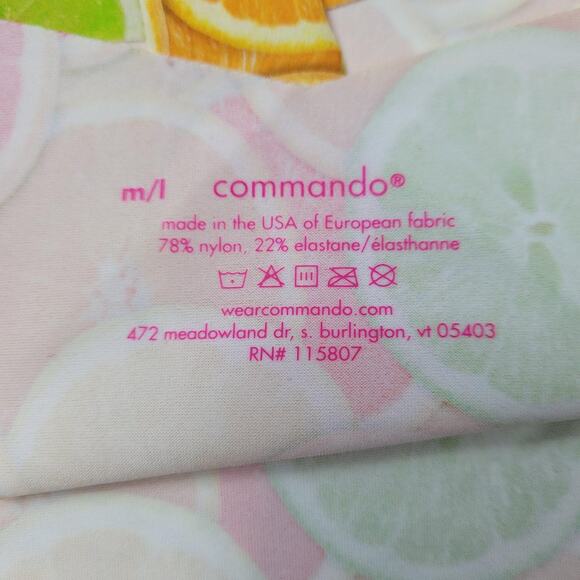 m/l commando®
made in the USA of European fabric
78% nylon, 22% elastane/élasthanne
wearcommando.com
472 meadowland dr, s. burlington, vt 05403
RN# 115807